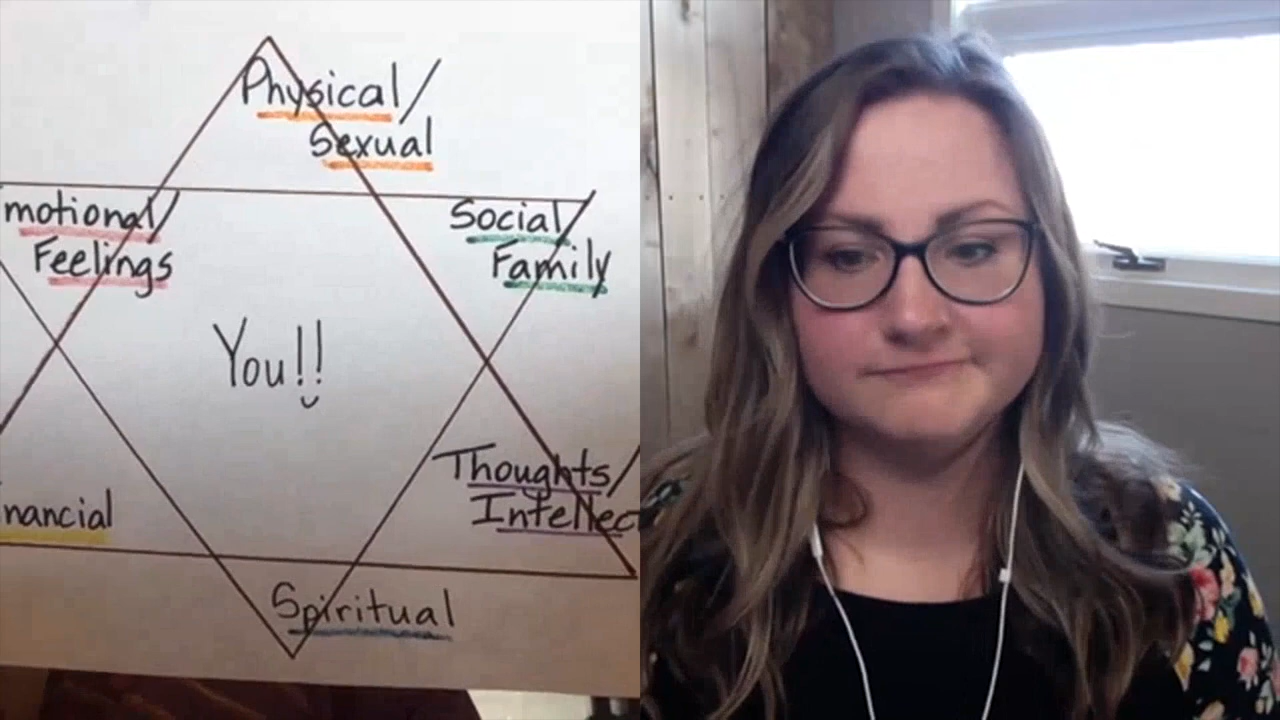 Physical/
Sexual
motional/
Feelings
Social/
Family
You!!
Thoughts/
Intellec
nancial
Spiritual